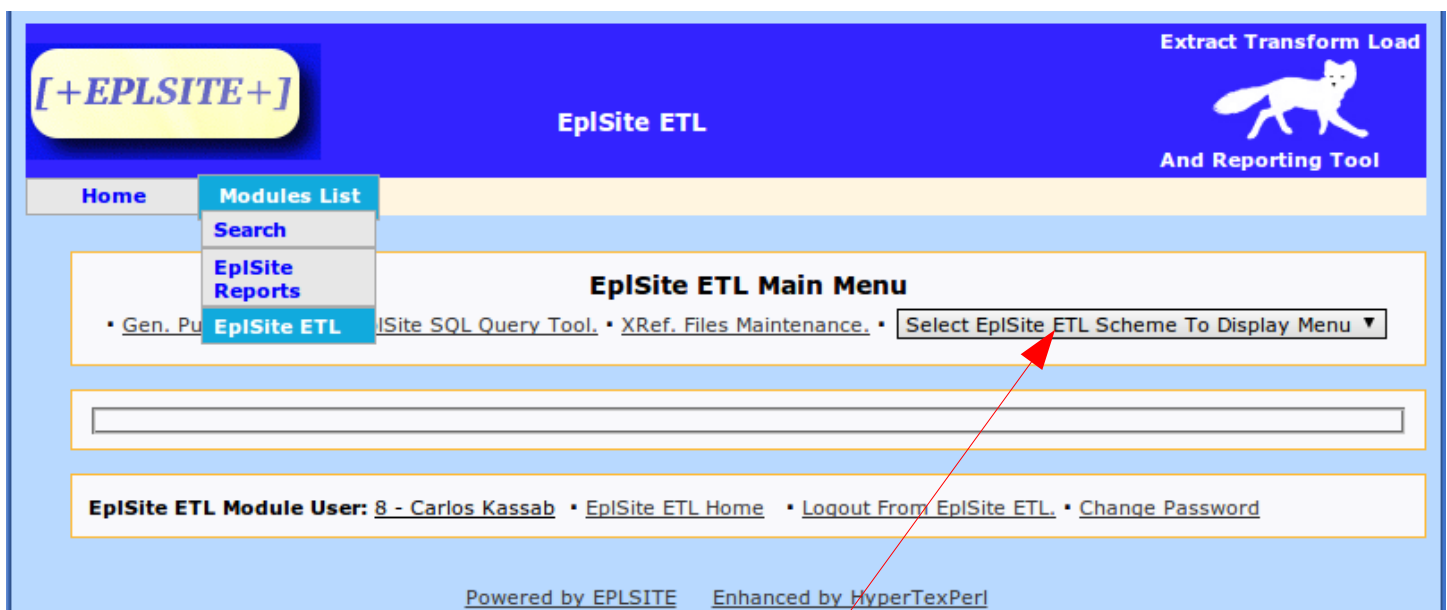 Extract Transform Load
[+EPLSITE+]
EplSite ETL
And Reporting Tool
Home Modules List
Search
EplSite
Reports
EplSite ETL
EplSite ETL Main Menu
▪ Gen. Pu lSite SQL Query Tool. ▪ XRef. Files Maintenance. ▪ Select EplSite ETL Scheme To Display Menu ▼
EplSite ETL Module User: 8 - Carlos Kassab ▪ EplSite ETL Home ▪ Logout From EplSite ETL. ▪ Change Password
Powered by EPLSITE Enhanced by HyperTexPerl